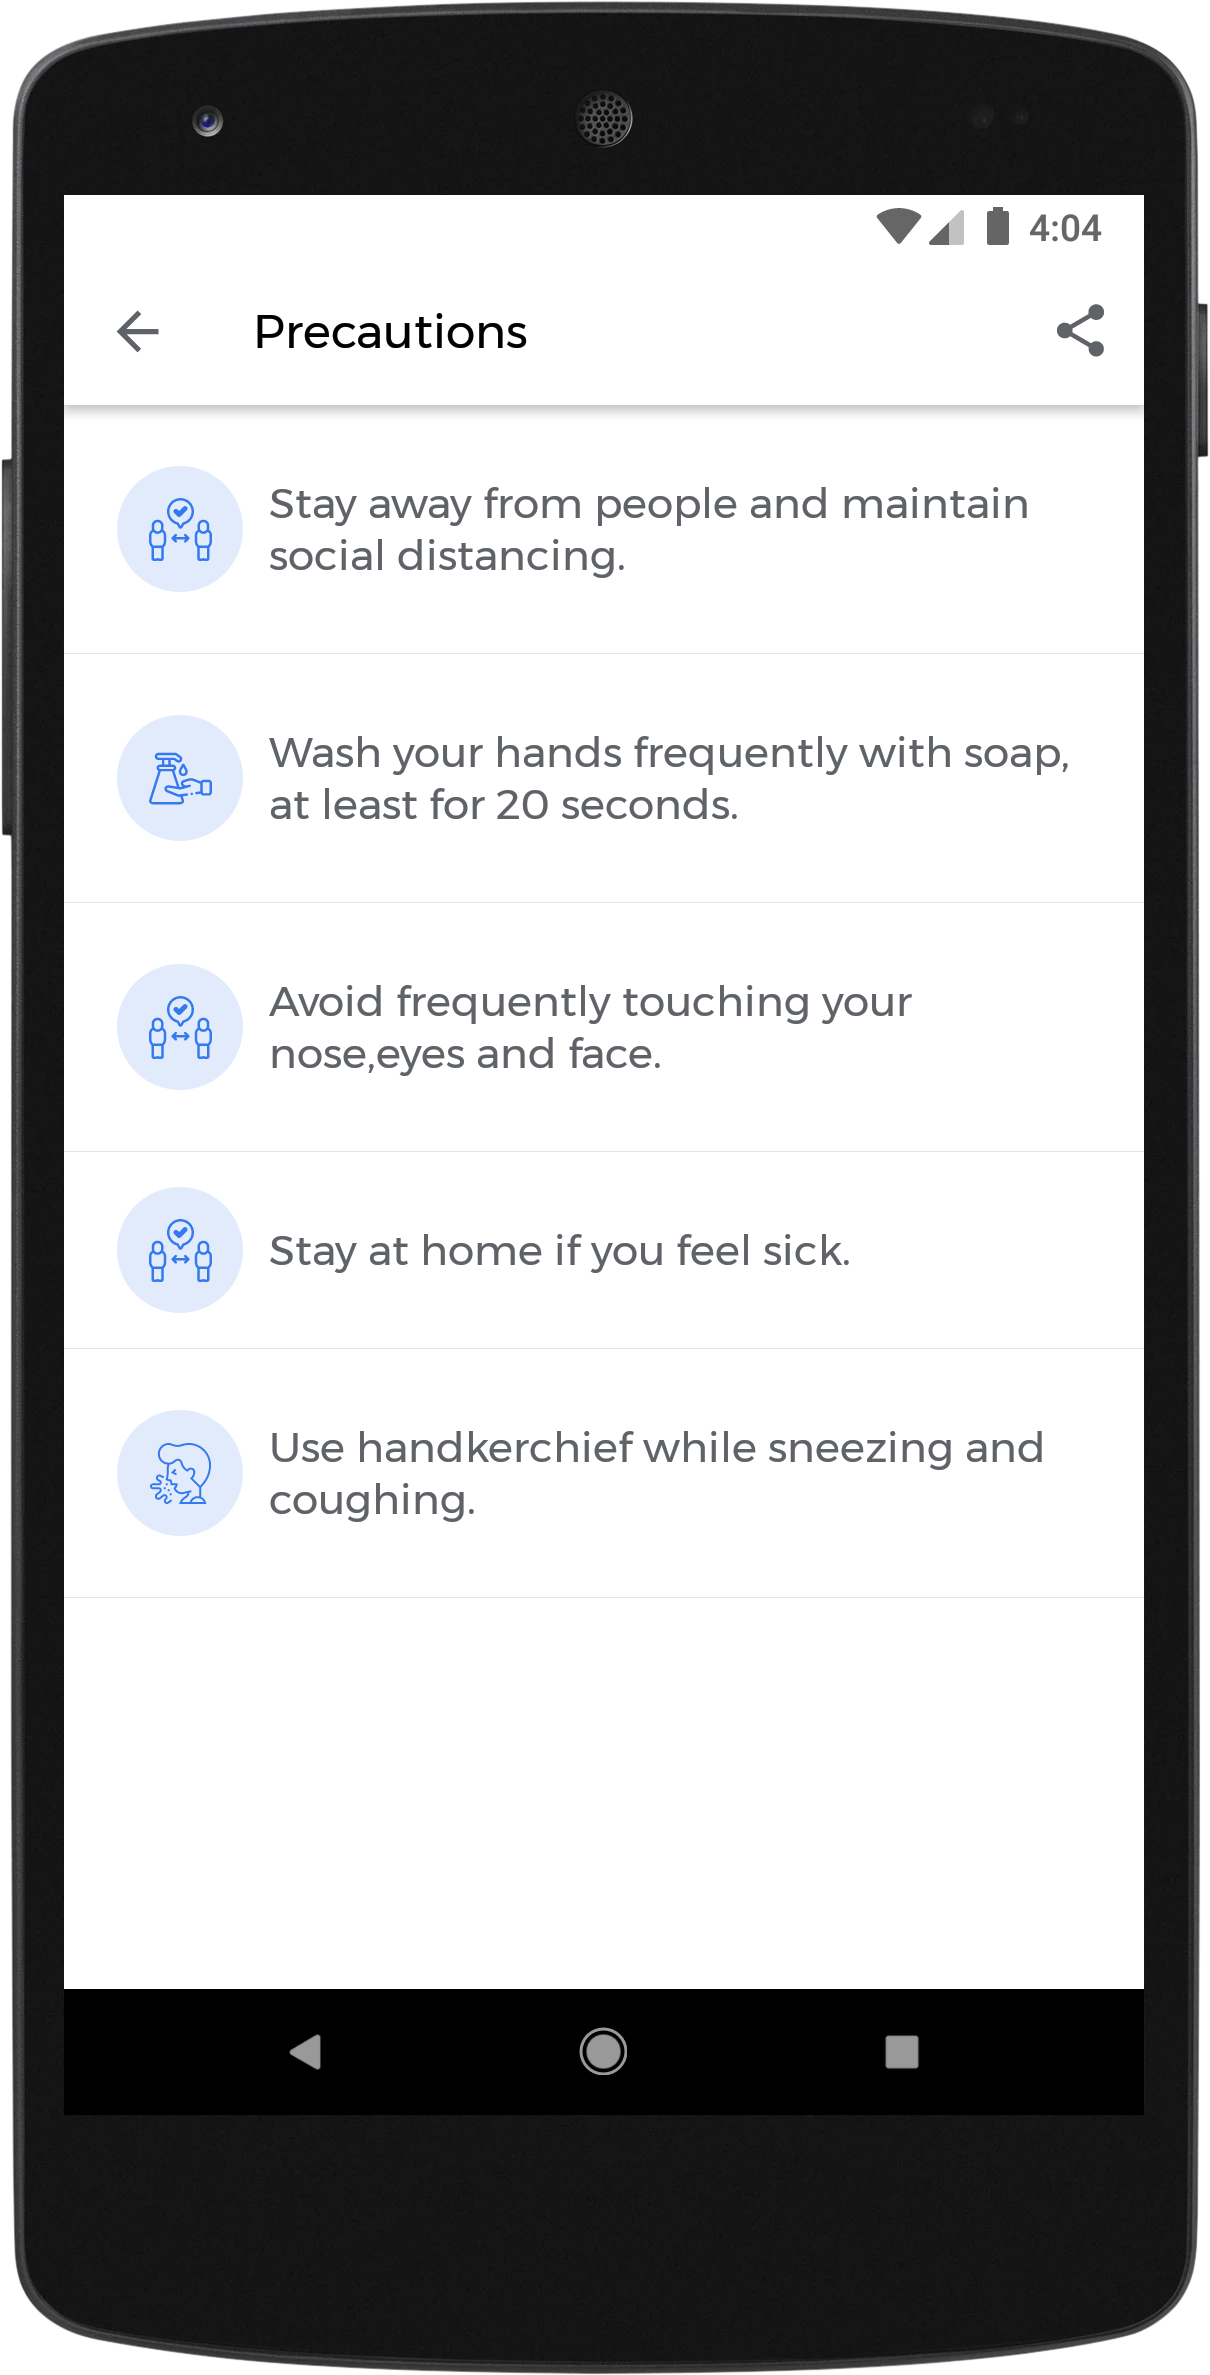 4:04
Precautions
Stay away from people and maintain
social distancing.
Wash your hands frequently with soap,
at least for 20 seconds.
Avoid frequently touching your
nose,eyes and face.
Stay at home if you feel sick.
Use handkerchief while sneezing and
coughing.